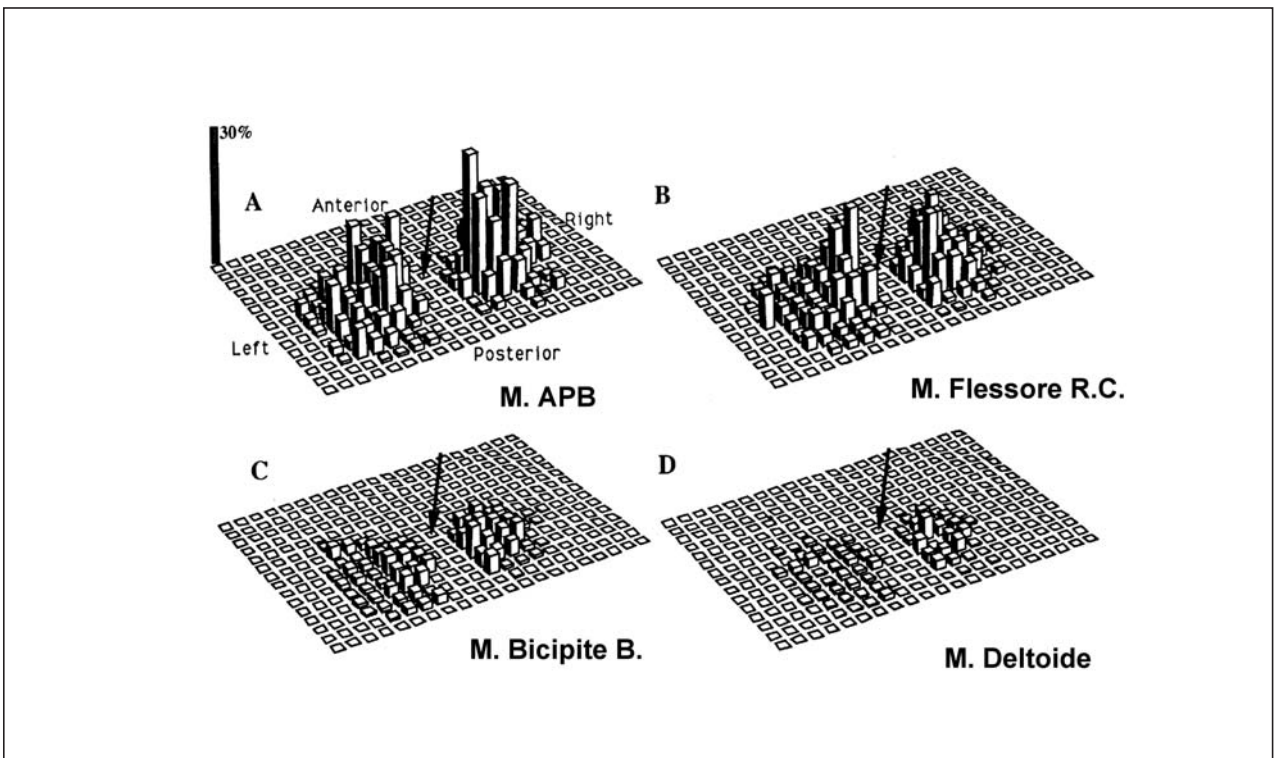 30%
A
Anterior
Right
Left
Posterior
M. APB
B
M. Flessore R.C.
C
M. Bicipite B.
D
M. Deltoide